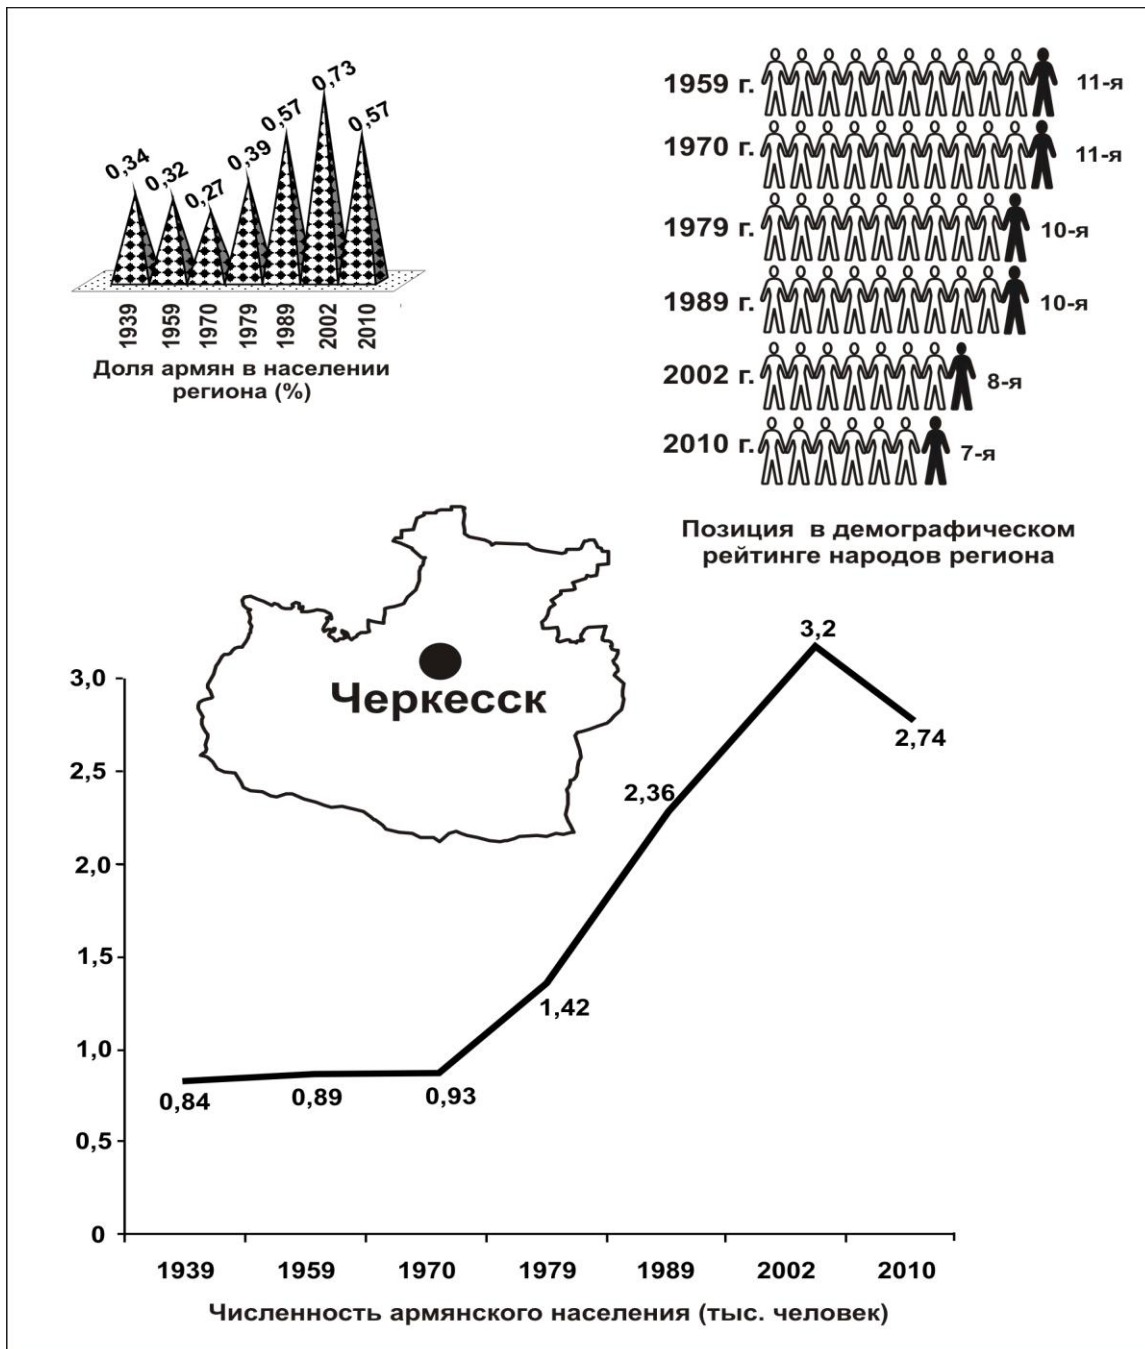 0,34
0,32
0,27
0,39
0,57
0,73
0,57
1939
1959
1970
1979
1989
2002
2010
Доля армян в населении
региона (%)
1959 г. 11-я
1970 г. 11-я
1979 г. 10-я
1989 г. 10-я
2002 г. 8-я
2010 г. 7-я
Позиция в демографическом
рейтинге народов региона
Черкесск
3,0
2,5
2,0
1,5
1,0
0,5
0
0,84
0,89
0,93
1,42
2,36
3,2
2,74
1939 1959 1970 1979 1989 2002 2010
Численность армянского населения (тыс. человек)